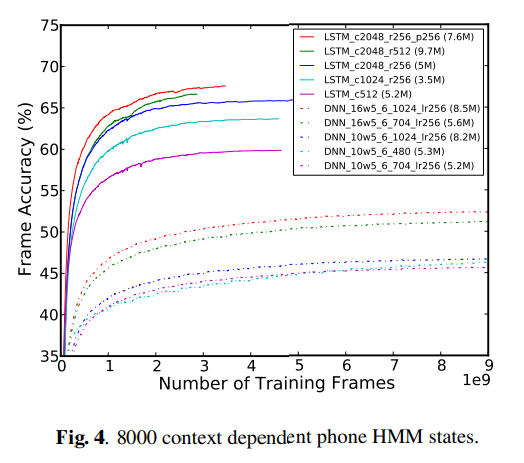 75
70
65
60
55
50
45
40
35
Frame Accuracy (%)
LSTM_c2048_r256_p256 (7.6M)
LSTM_c2048_r512 (9.7M)
LSTM_c2048_r256 (5M)
LSTM_c1024_r256 (3.5M)
LSTM_c512 (5.2M)
DNN_16w5_6_1024_lr256 (8.5M)
DNN_16w5_6_704_lr256 (5.6M)
DNN_10w5_6_1024_lr256 (8.2M)
DNN_10w5_6_480 (5.3M)
DNN_10w5_6_704_lr256 (5.2M)
0 1 2 3 4 5 6 7 8 9
Number of Training Frames 1e9
Fig. 4. 8000 context dependent phone HMM states.